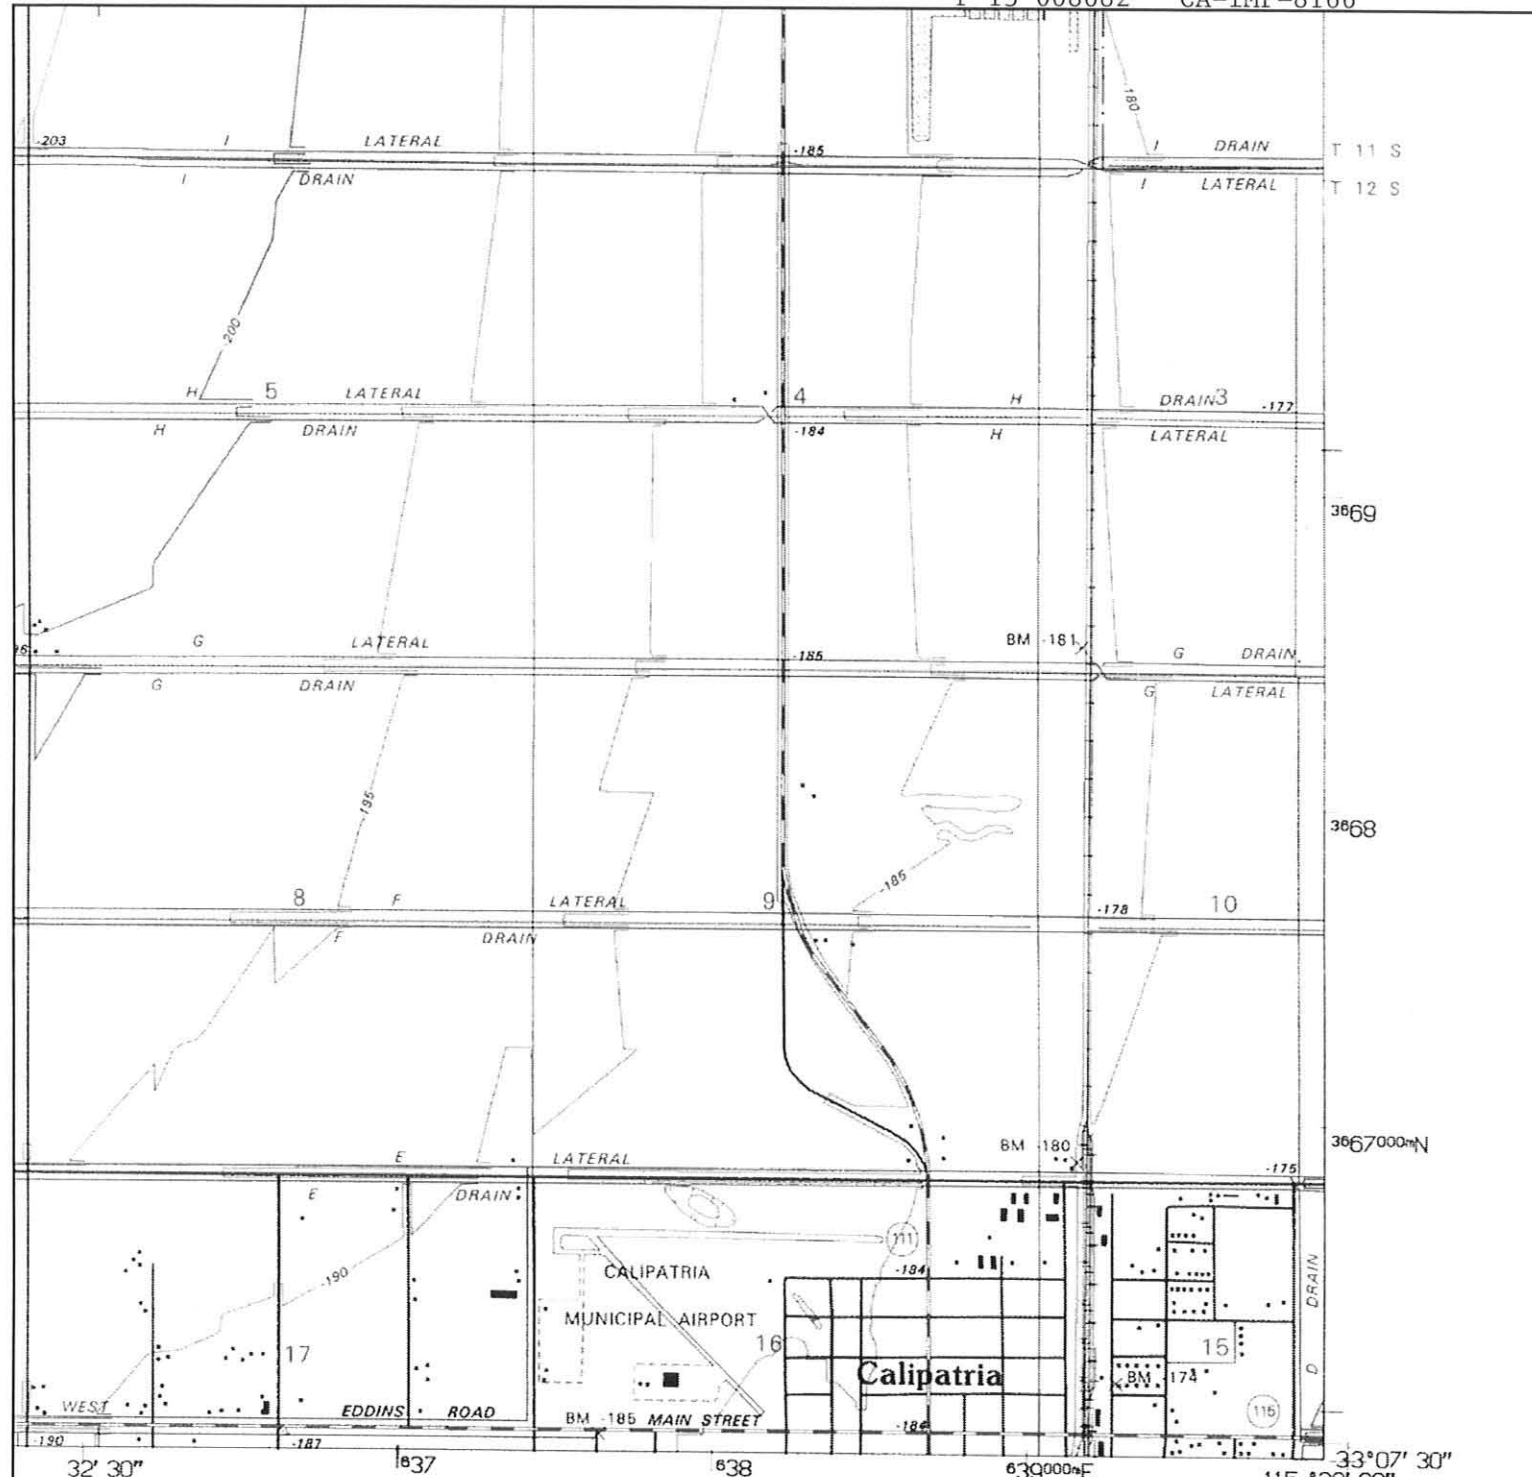 180
-203 I LATERAL -185 I DRAIN T 11 S
I DRAIN I LATERAL T 12 S
-200
H 5 LATERAL 4 H DRAIN 3 -177
H DRAIN -184 H LATERAL
3669
G LATERAL -185 BM -181 G DRAIN
G DRAIN G LATERAL
-195
3668
-185
8 F LATERAL 9 -178 10
F DRAIN
BM -180
3667000mN
E LATERAL -175
E DRAIN
111
-190 CALIPATRIA -184
DRAIN
MUNICIPAL AIRPORT
17 16 15
Calipatria BM -174 D
WEST EDDINS ROAD BM -185 MAIN STREET -184 115
-190 -187
32' 30" 637 638 639000mE -33°07' 30"